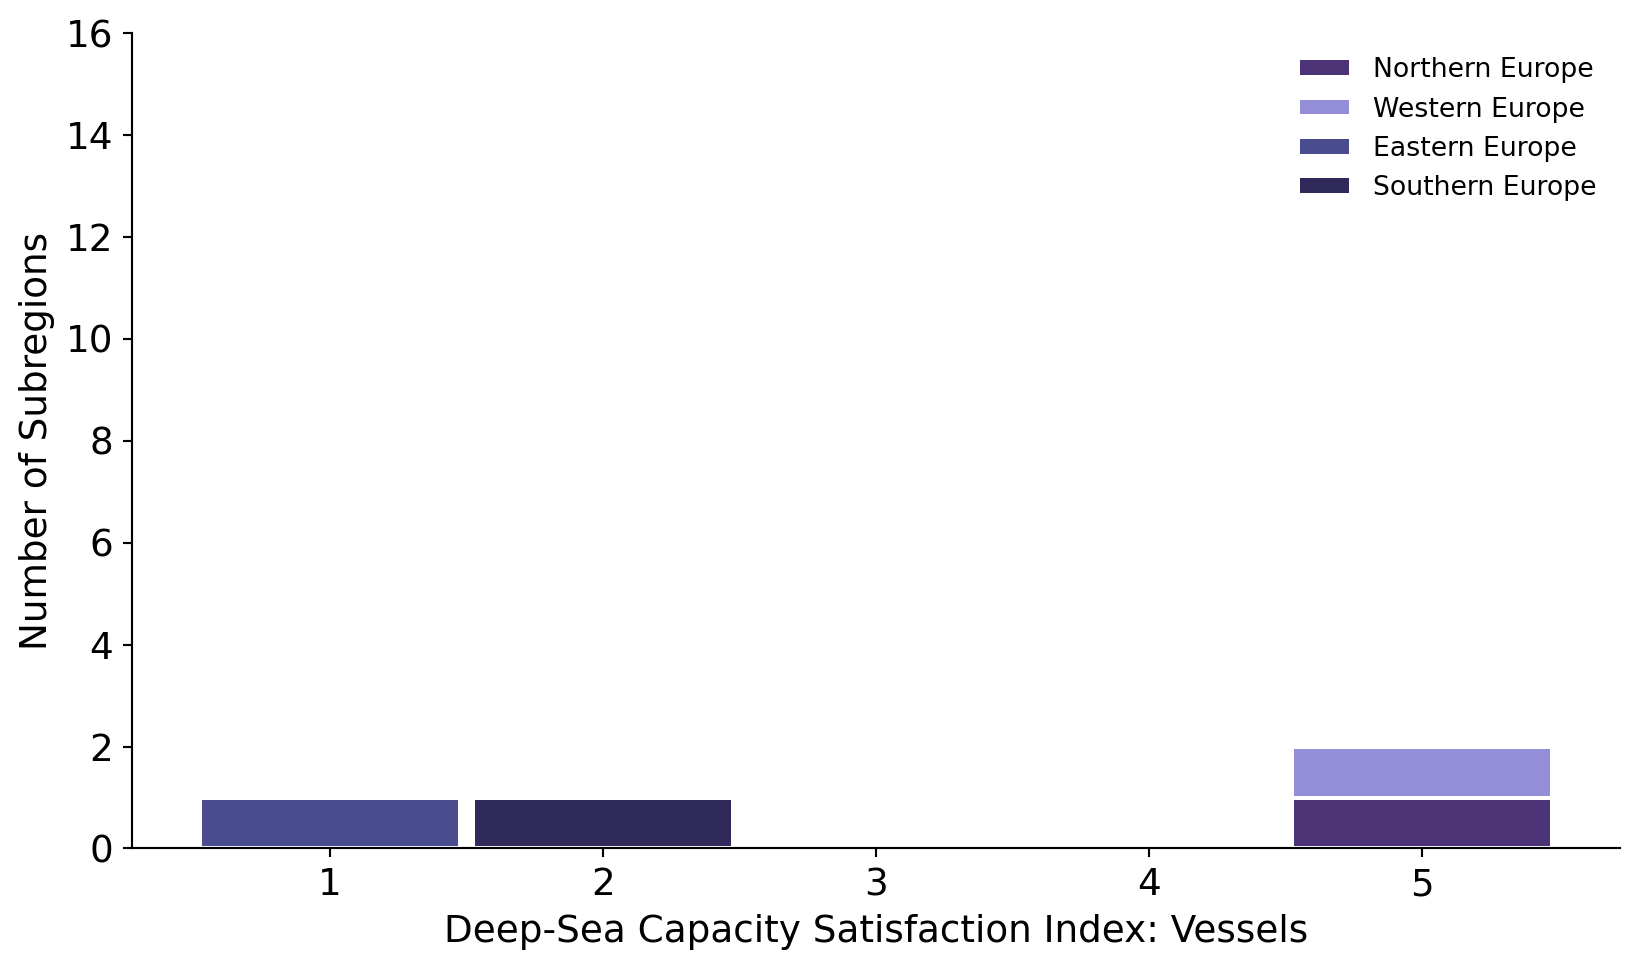 16
14
12
10
8
6
4
2
0
Number of Subregions
Northern Europe
Western Europe
Eastern Europe
Southern Europe
1 2 3 4 5
Deep-Sea Capacity Satisfaction Index: Vessels